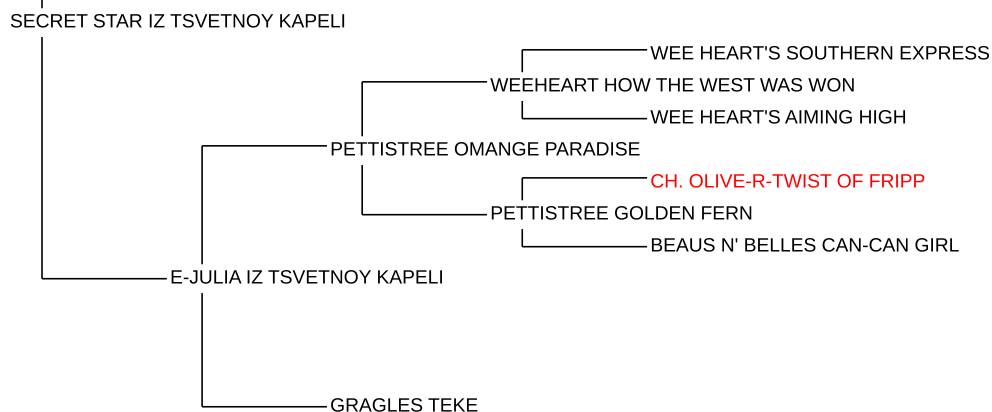 SECRET STAR IZ TSVETNOY KAPELI
WEE HEART'S SOUTHERN EXPRESS
WEEHEART HOW THE WEST WAS WON
WEE HEART'S AIMING HIGH
PETTISTREE OMANGE PARADISE
CH. OLIVE-R-TWIST OF FRIPP
PETTISTREE GOLDEN FERN
BEAUS N' BELLES CAN-CAN GIRL
E-JULIA IZ TSVETNOY KAPELI
GRAGLES TEKE